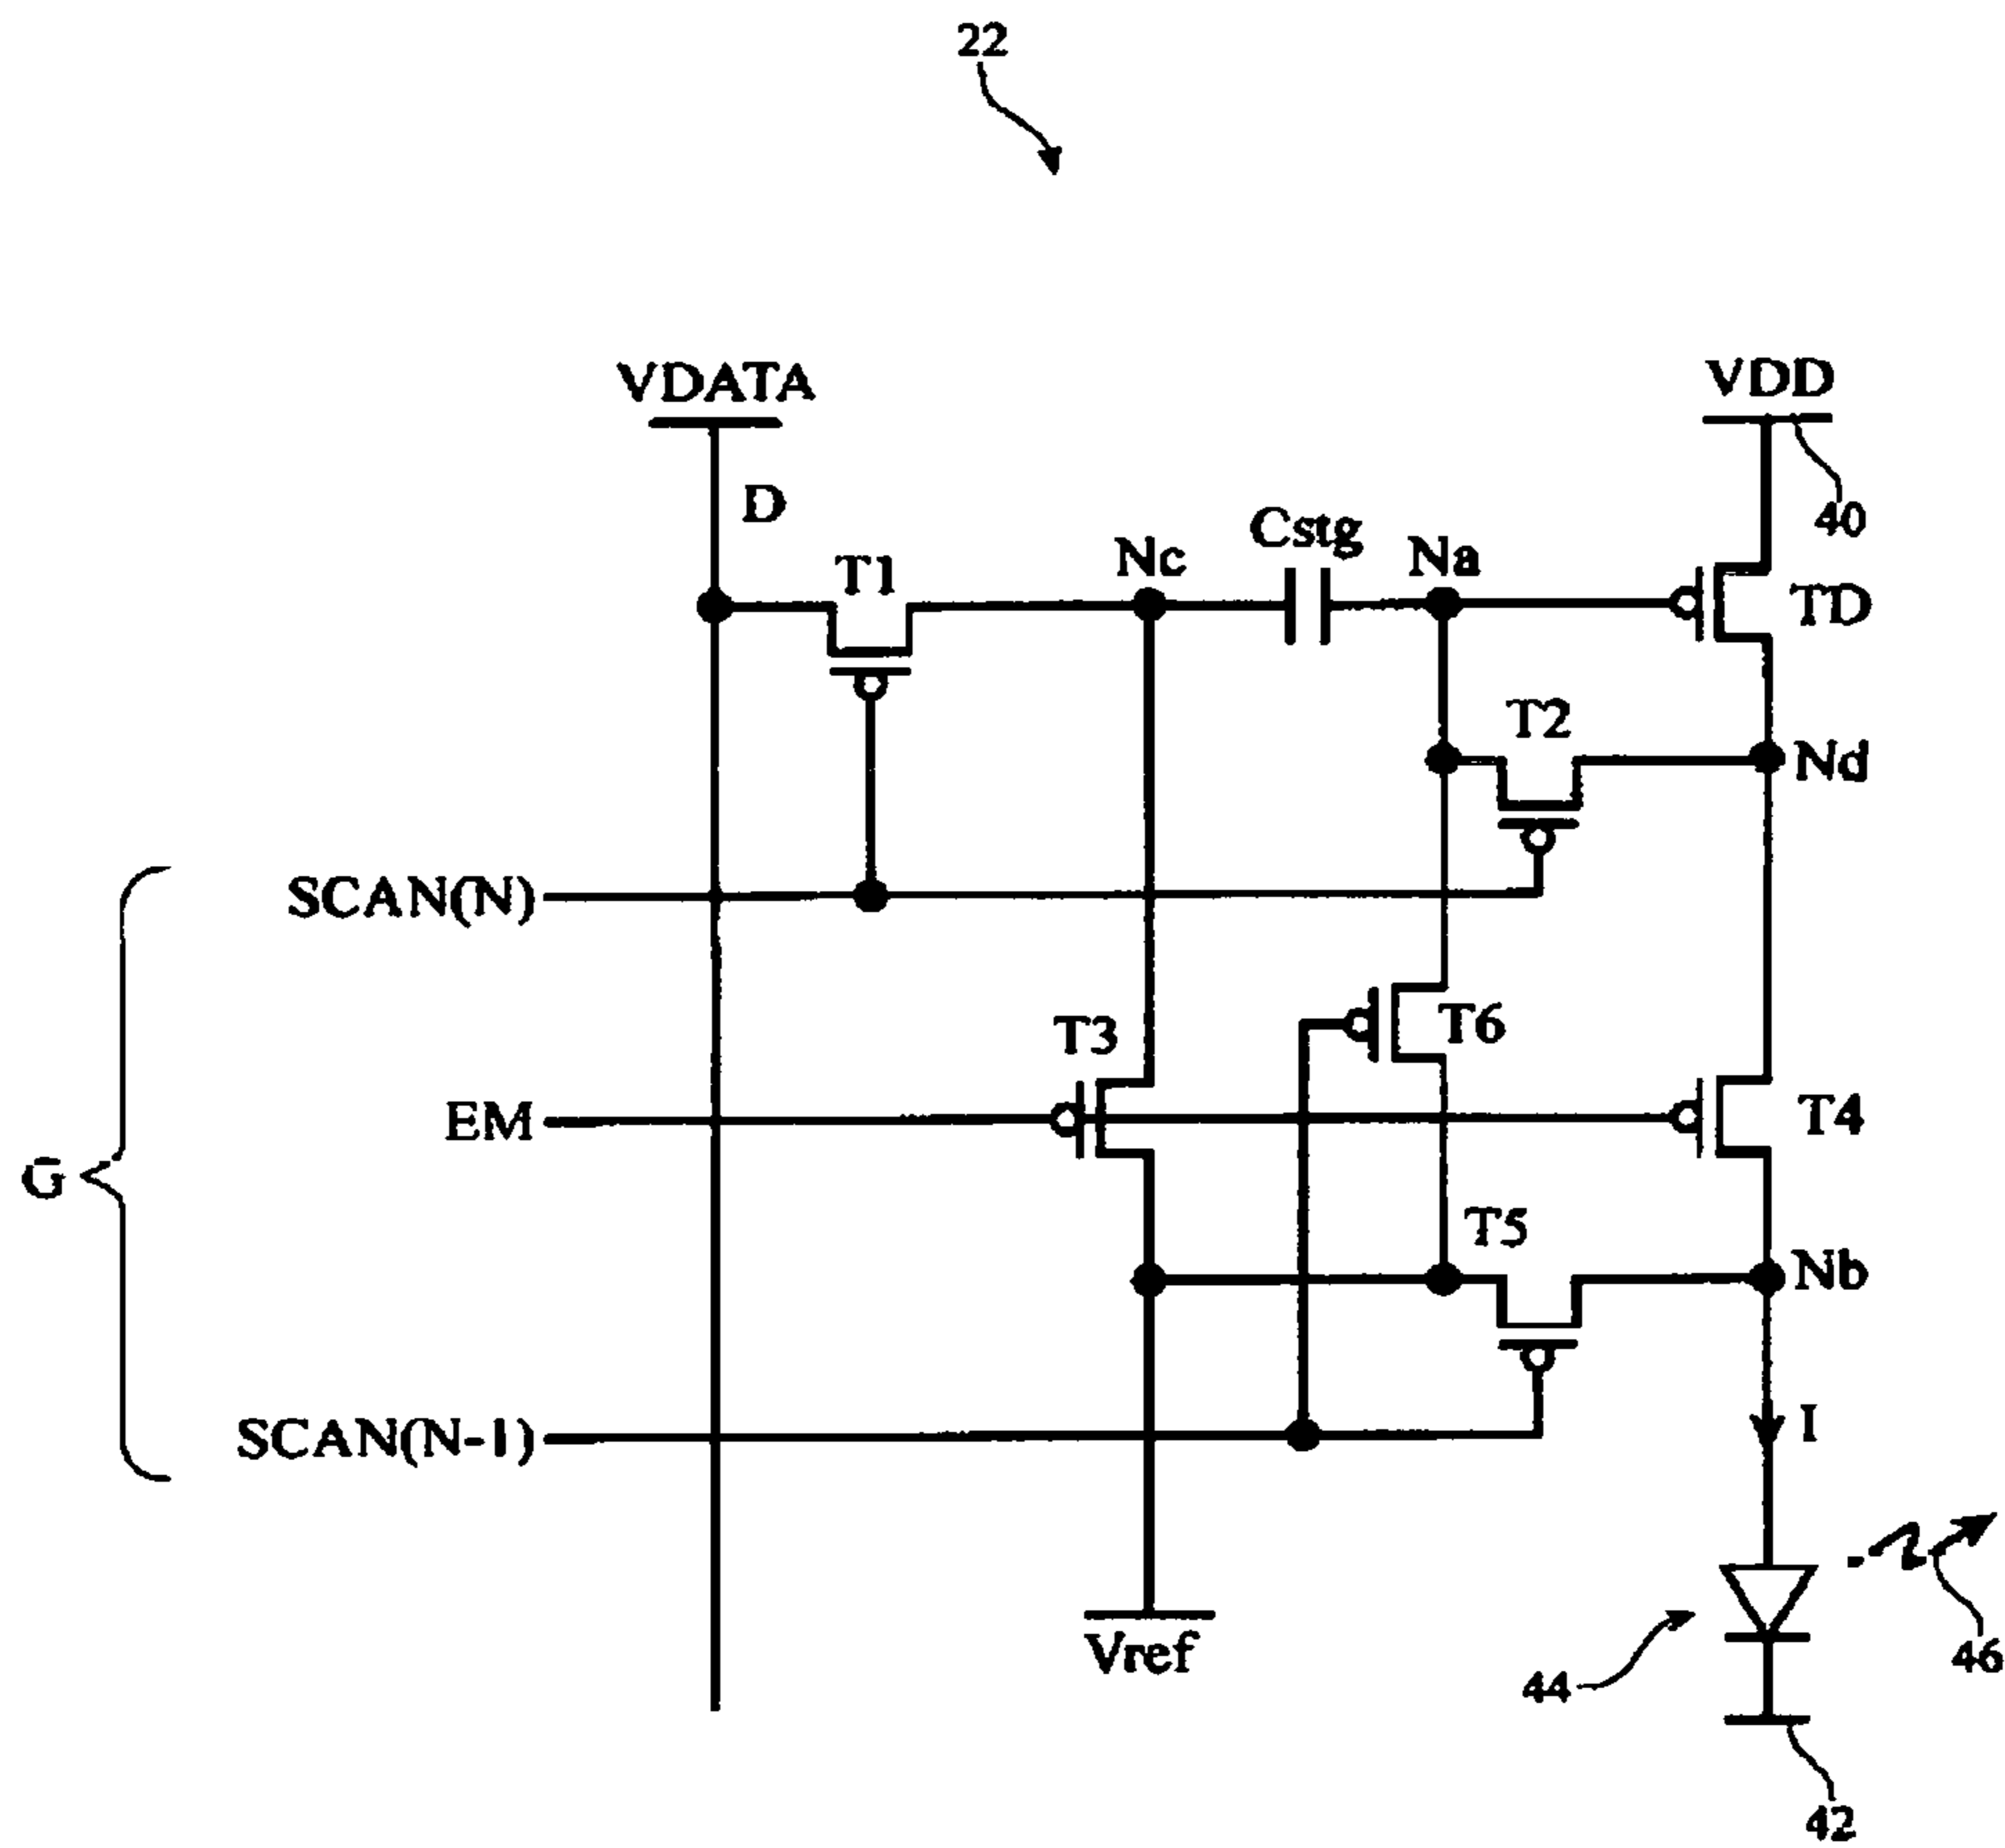 22
VDATA
VDD
D
40
T1
Nc
Cstg
Na
TD
T2
Nd
SCAN(N)
T3
T6
EM
T4
G
T5
Nb
SCAN(N-1)
I
Vref
44
46
42